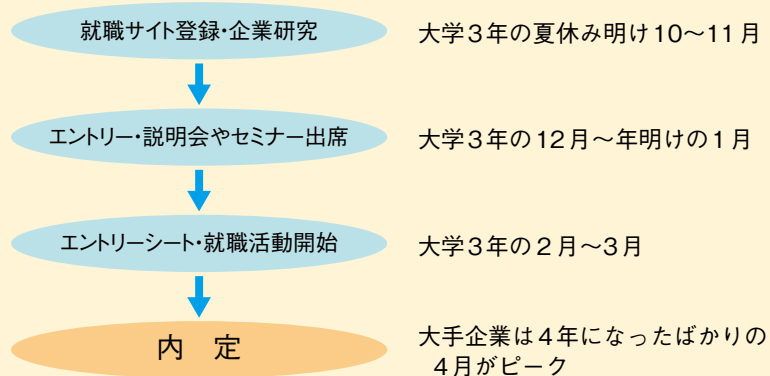 就職サイト登録・企業研究
大学3年の夏休み明け10〜11月
エントリー・説明会やセミナー出席
大学3年の12月〜年明けの1月
エントリーシート・就職活動開始
大学3年の2月〜3月
内　定
大手企業は4年になったばかりの
4月がピーク